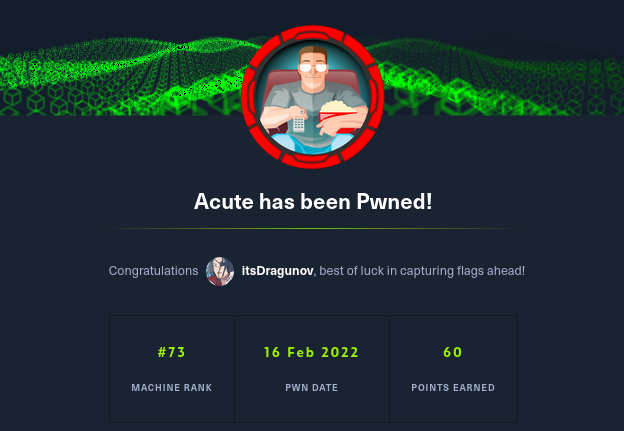 Acute has been Pwned!
Congratulations itsDragunov, best of luck in capturing flags ahead!
#73 16 Feb 2022 60
MACHINE RANK PWN DATE POINTS EARNED